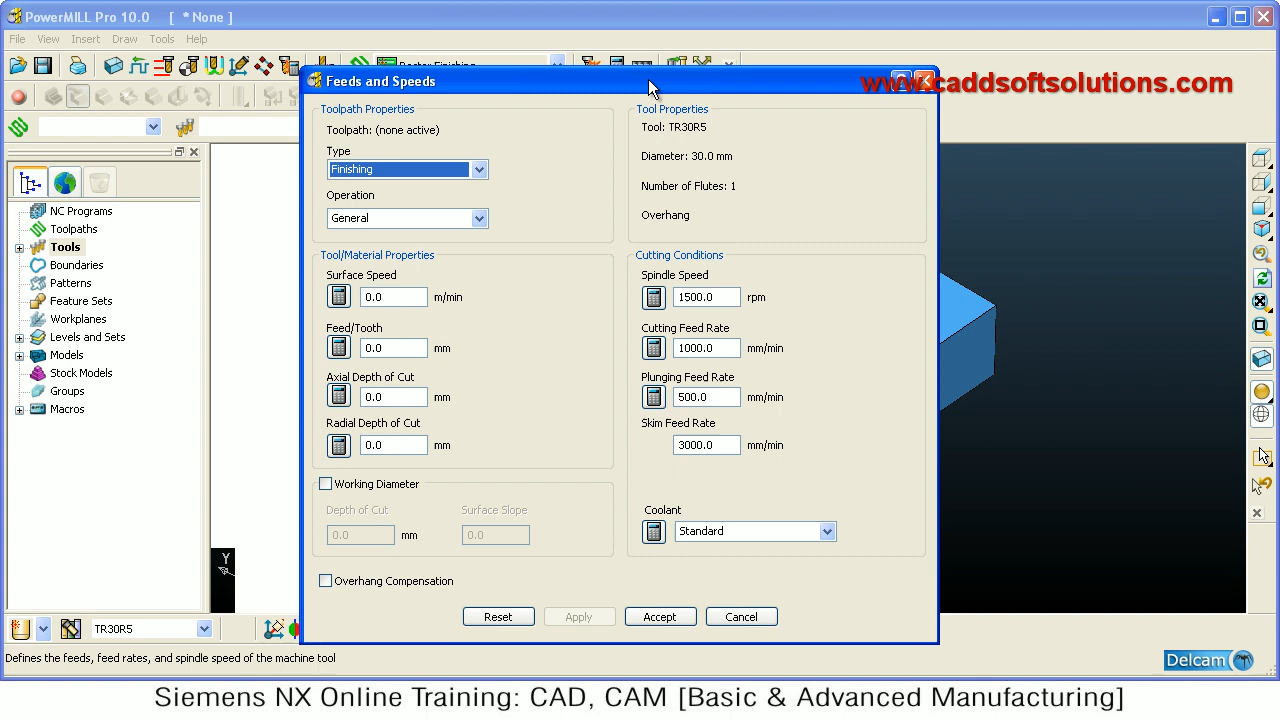 PowerMILL Pro 10.0 [ * None ]
File View Insert Draw Tools Help
Feeds and Speeds
www.caddsoftsolutions.com
Toolpath Properties
Toolpath: (none active)
Type
Finishing
Operation
General
Tool Properties
Tool: TR30R5
Diameter: 30.0 mm
Number of Flutes: 1
Overhang
Tool/Material Properties
Surface Speed
0.0 m/min
Feed/Tooth
0.0 mm
Axial Depth of Cut
0.0 mm
Radial Depth of Cut
0.0 mm
Cutting Conditions
Spindle Speed
1500.0 rpm
Cutting Feed Rate
1000.0 mm/min
Plunging Feed Rate
500.0 mm/min
Skim Feed Rate
3000.0 mm/min
Working Diameter
Depth of Cut Surface Slope
0.0 mm 0.0
Coolant
Standard
Overhang Compensation
Reset Apply Accept Cancel
NC Programs
Toolpaths
Tools
Boundaries
Patterns
Feature Sets
Workplanes
Levels and Sets
Models
Stock Models
Groups
Macros
Y
TR30R5
Defines the feeds, feed rates, and spindle speed of the machine tool
Delcam
Siemens NX Online Training: CAD, CAM [Basic & Advanced Manufacturing]